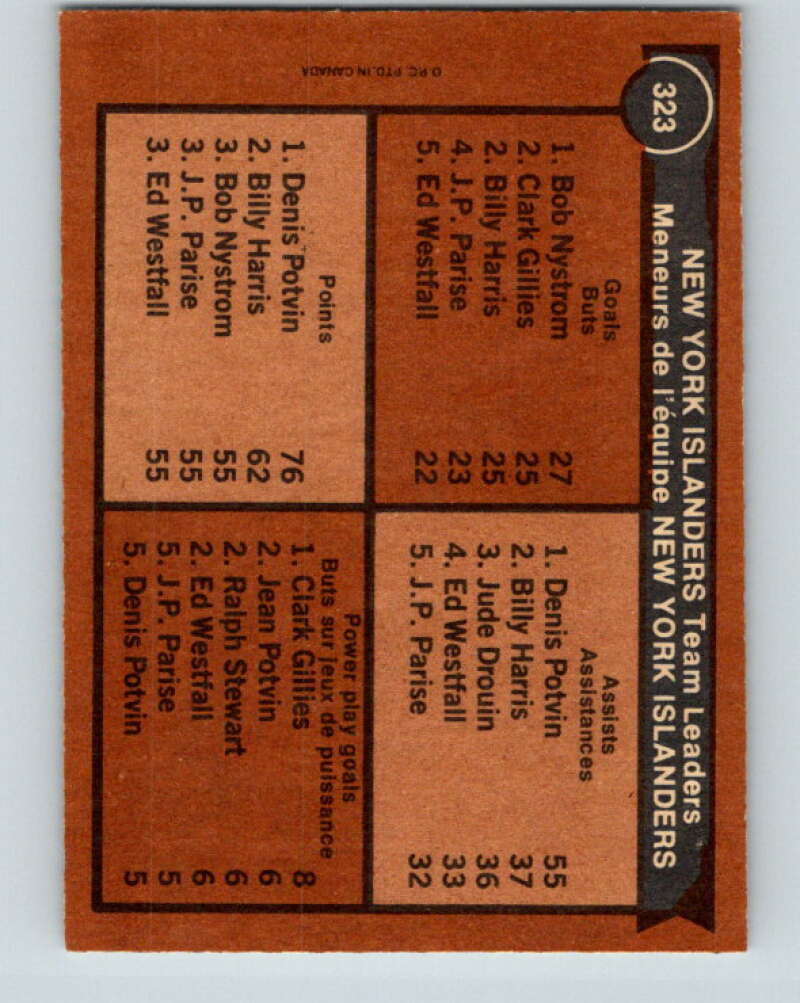 323
NEW YORK ISLANDERS Team Leaders
Meneurs de l'équipe NEW YORK ISLANDERS
Goals
Buts
1. Bob Nystrom 27
2. Clark Gillies 25
2. Billy Harris 25
4. J.P. Parise 23
5. Ed Westfall 22
Assists
Assistances
1. Denis Potvin 55
2. Billy Harris 37
3. Jude Drouin 36
4. Ed Westfall 33
5. J.P. Parise 32
Points
1. Denis Potvin 76
2. Billy Harris 62
3. Bob Nystrom 55
3. J.P. Parise 55
3. Ed Westfall 55
Power play goals
Buts sur jeux de puissance
1. Clark Gillies 8
2. Jean Potvin 6
2. Ralph Stewart 6
2. Ed Westfall 6
5. J.P. Parise 5
5. Denis Potvin 5
O.P.C. PTD. IN CANADA